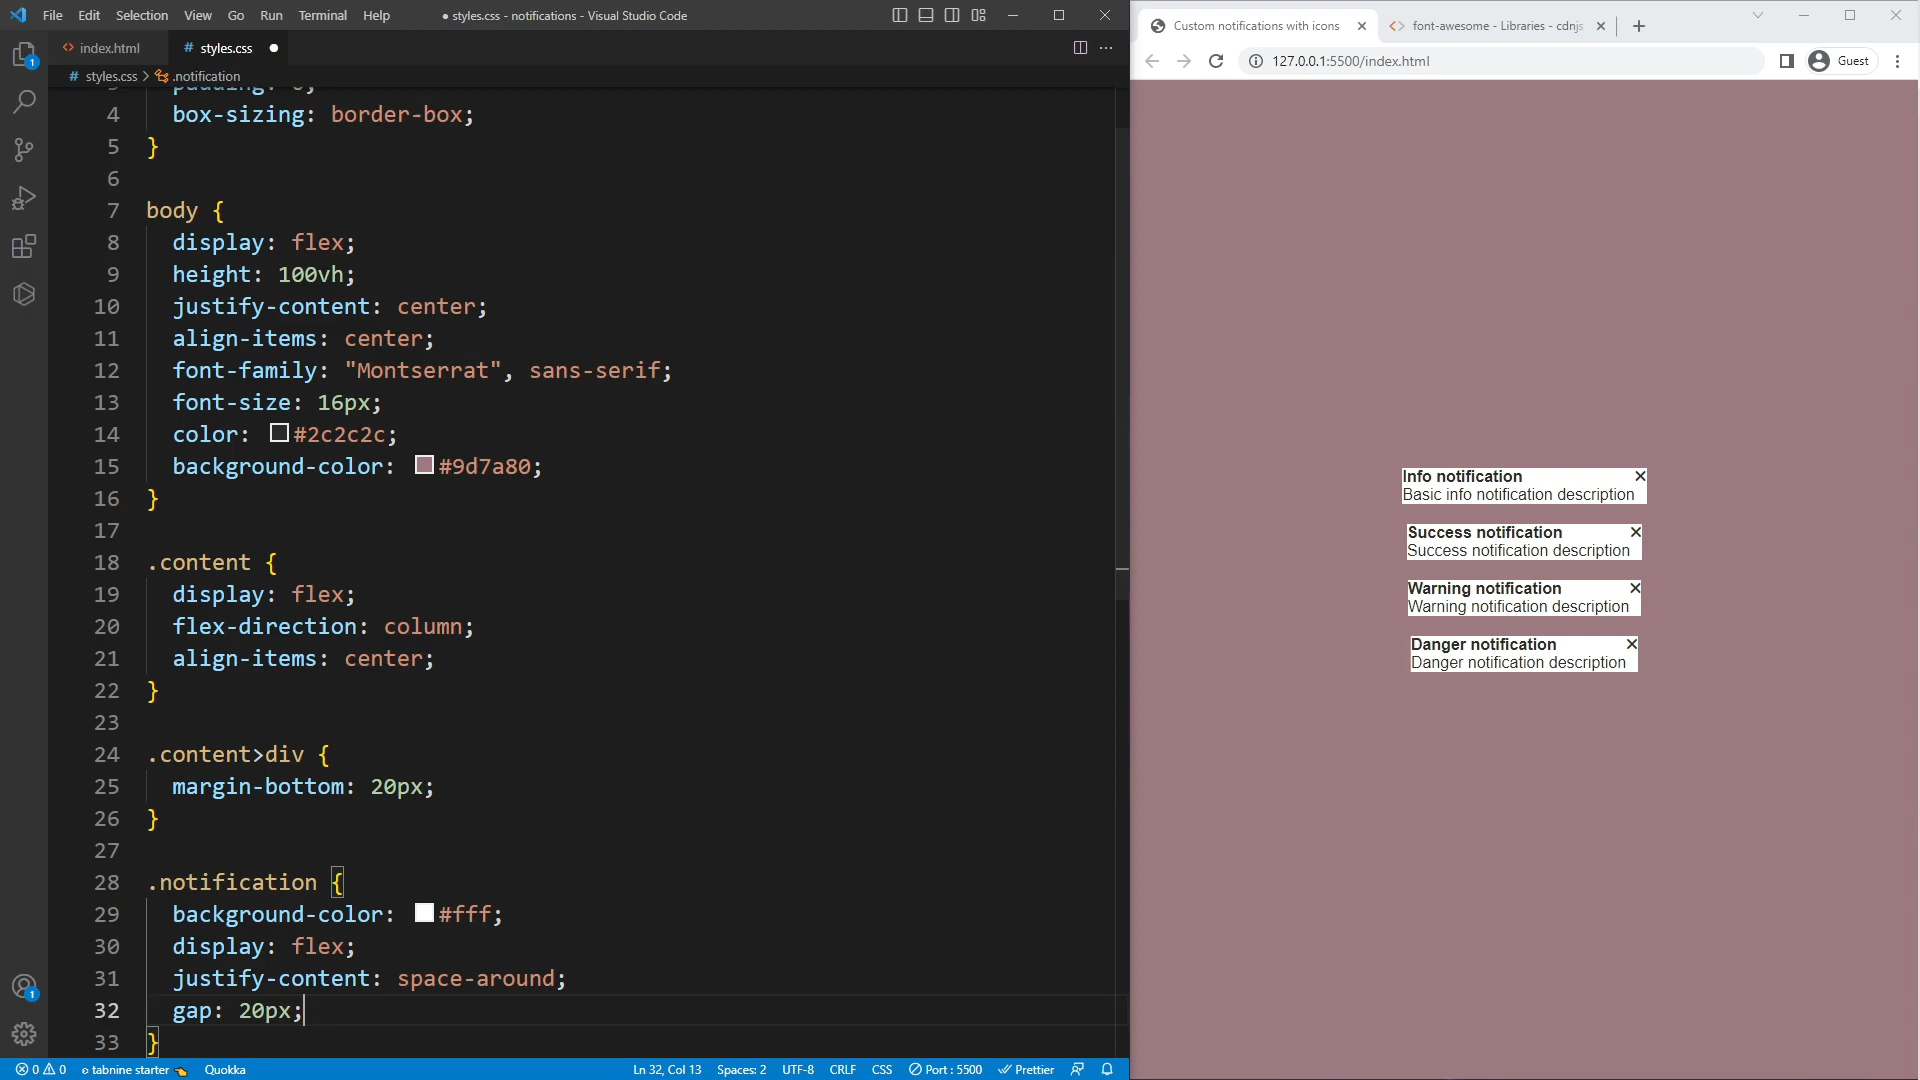 File Edit Selection View Go Run Terminal Help
● styles.css - notifications - Visual Studio Code
index.html
# styles.css ●
# styles.css > .notification
4 box-sizing: border-box;
5 }
6
7 body {
8 display: flex;
9 height: 100vh;
10 justify-content: center;
11 align-items: center;
12 font-family: "Montserrat", sans-serif;
13 font-size: 16px;
14 color: #2c2c2c;
15 background-color: #9d7a80;
16 }
17
18 .content {
19 display: flex;
20 flex-direction: column;
21 align-items: center;
22 }
23
24 .content>div {
25 margin-bottom: 20px;
26 }
27
28 .notification {
29 background-color: #fff;
30 display: flex;
31 justify-content: space-around;
32 gap: 20px;
33 }
1
1
0 0 tabnine starter Quokka
Ln 32, Col 13 Spaces: 2 UTF-8 CRLF CSS Port : 5500 Prettier
Custom notifications with icons
font-awesome - Libraries - cdnjs
127.0.0.1:5500/index.html
Guest
Info notification
Basic info notification description
Success notification
Success notification description
Warning notification
Warning notification description
Danger notification
Danger notification description